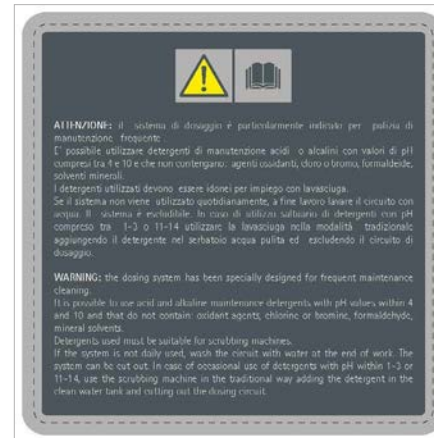 ATTENZIONE: il sistema di dosaggio è particolarmente indicato per pulizia di
manutenzione frequente .
E' possibile utilizzare detergenti di manutenzione acidi o alcalini con valori di pH
compresi tra 4 e 10 e che non contengano: agenti ossidanti, cloro o bromo, formaldeide,
solventi minerali.
I detergenti utilizzati devono essere idonei per impiego con lavasciuga.
Se il sistema non viene utilizzato quotidianamente, a fine lavoro lavare il circuito con
acqua. Il sistema è escludibile. In caso di utilizzo saltuario di detergenti con pH
compreso tra 1-3 o 11-14 utilizzare la lavasciuga nella modalità tradizionale
aggiungendo il detergente nel serbatoio acqua pulita ed escludendo il circuito di
dosaggio.
WARNING: the dosing system has been specially designed for frequent maintenance
cleaning.
It is possible to use acid and alkaline maintenance detergents with pH values within 4
and 10 and that do not contain: oxidant agents, chlorine or bromine, formaldehyde,
mineral solvents.
Detergents used must be suitable for scrubbing machines.
If the system is not daily used, wash the circuit with water at the end of work. The
system can be cut out. In case of occasional use of detergents with pH within 1-3 or
11-14, use the scrubbing machine in the traditional way adding the detergent in the
clean water tank and cutting out the dosing circuit.